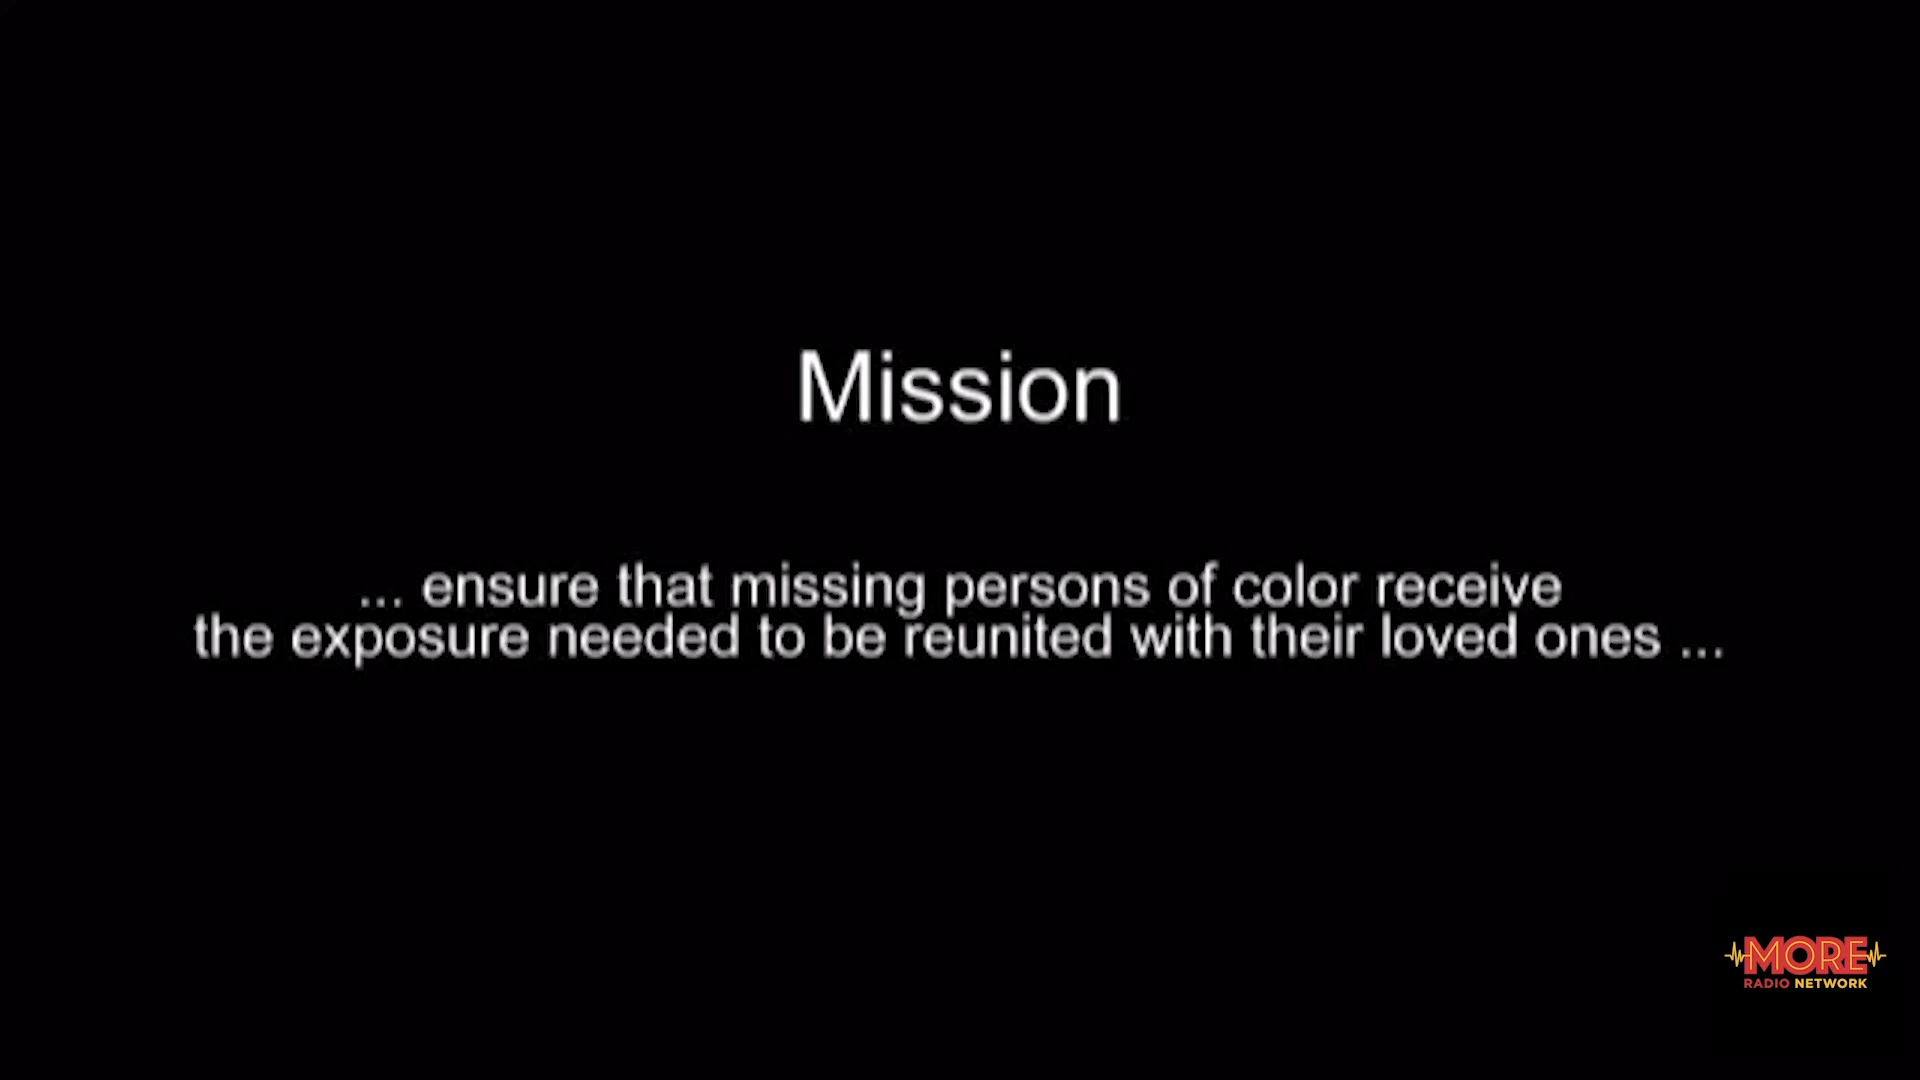 Mission
... ensure that missing persons of color receive
the exposure needed to be reunited with their loved ones ...
MORE
RADIO NETWORK